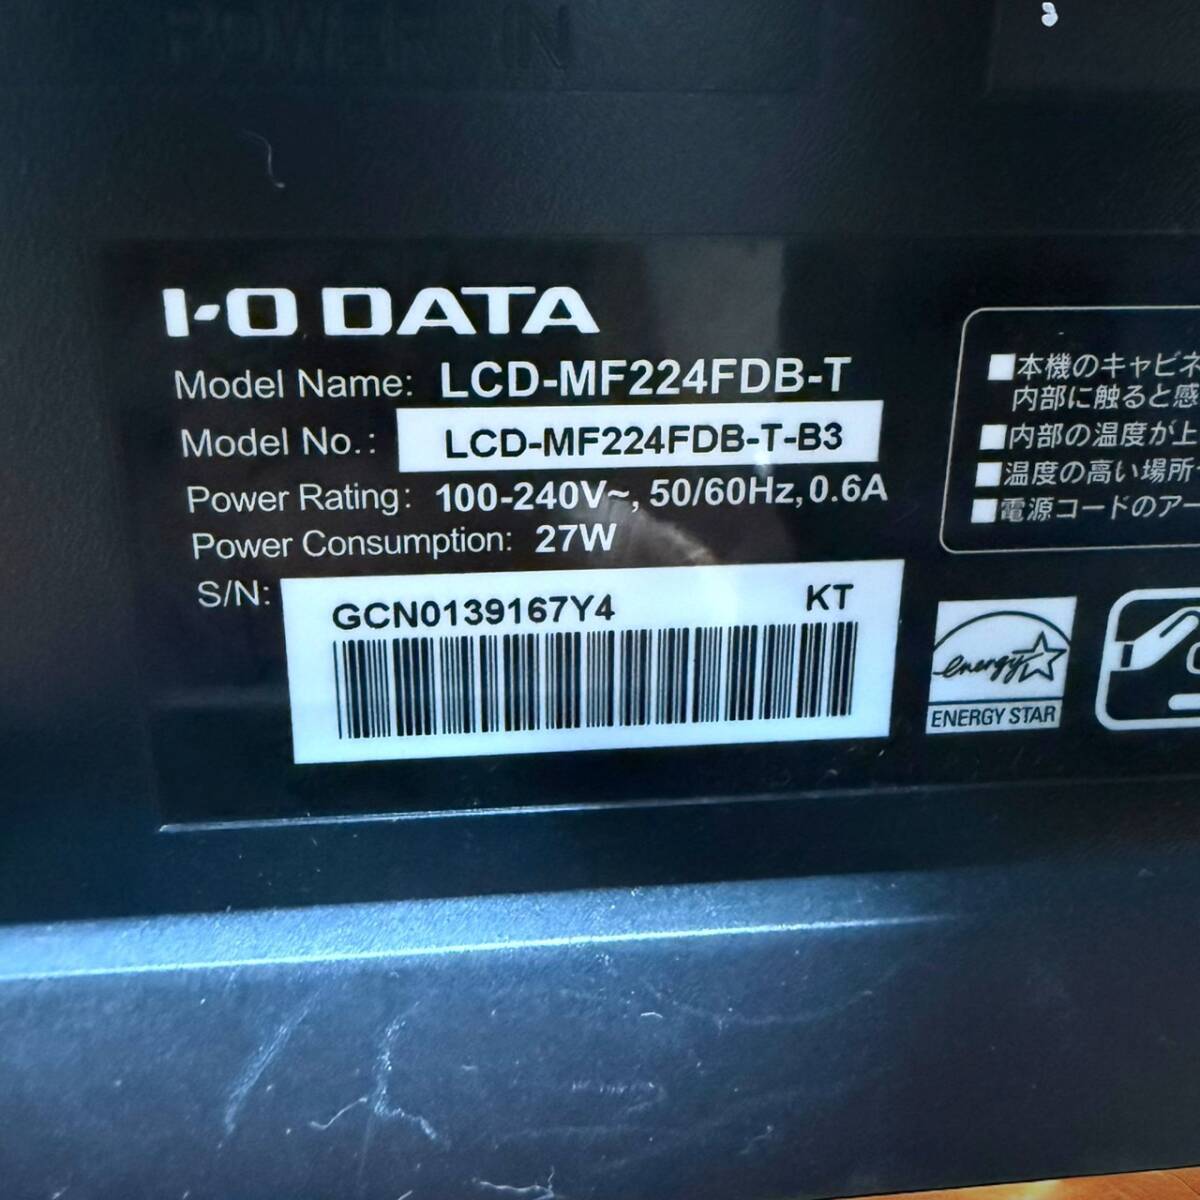 POWER IN
I-O DATA
Model Name: LCD-MF224FDB-T
Model No.: LCD-MF224FDB-T-B3
Power Rating: 100-240V~, 50/60Hz, 0.6A
Power Consumption: 27W
S/N: GCN0139167Y4 KT
■本機のキャビネ
内部に触ると感
■内部の温度が上
■温度の高い場所
■電源コードのアー
energy
ENERGY STAR